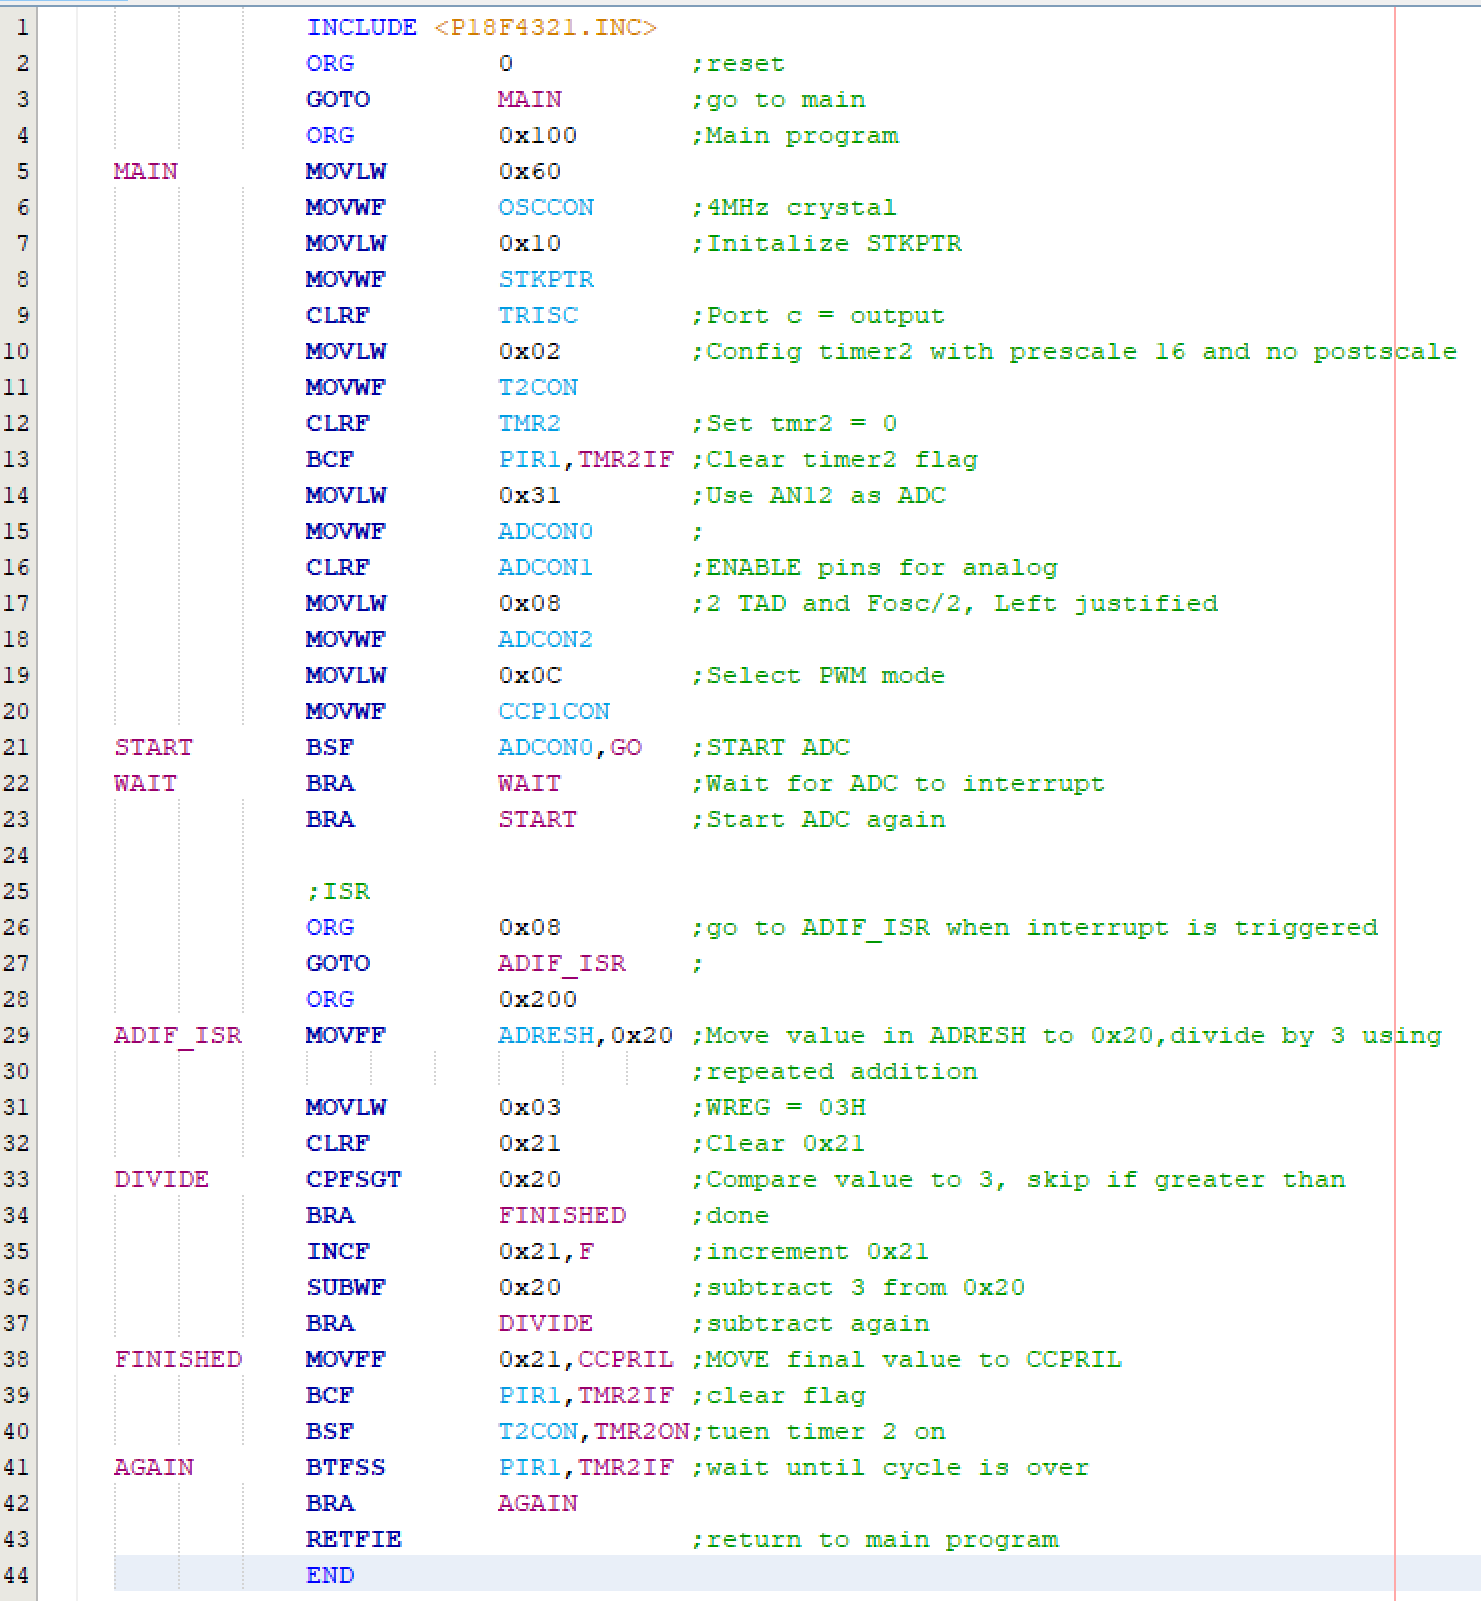 1 INCLUDE <P18F4321.INC>
2 ORG 0 ;reset
3 GOTO MAIN ;go to main
4 ORG 0x100 ;Main program
5 MAIN MOVLW 0x60
6 MOVWF OSCCON ;4MHz crystal
7 MOVLW 0x10 ;Initalize STKPTR
8 MOVWF STKPTR
9 CLRF TRISC ;Port c = output
10 MOVLW 0x02 ;Config timer2 with prescale 16 and no postscale
11 MOVWF T2CON
12 CLRF TMR2 ;Set tmr2 = 0
13 BCF PIR1,TMR2IF ;Clear timer2 flag
14 MOVLW 0x31 ;Use AN12 as ADC
15 MOVWF ADCON0 ;
16 CLRF ADCON1 ;ENABLE pins for analog
17 MOVLW 0x08 ;2 TAD and Fosc/2, Left justified
18 MOVWF ADCON2
19 MOVLW 0x0C ;Select PWM mode
20 MOVWF CCP1CON
21 START BSF ADCON0,GO ;START ADC
22 WAIT BRA WAIT ;Wait for ADC to interrupt
23 BRA START ;Start ADC again
24
25 ;ISR
26 ORG 0x08 ;go to ADIF_ISR when interrupt is triggered
27 GOTO ADIF_ISR ;
28 ORG 0x200
29 ADIF_ISR MOVFF ADRESH,0x20 ;Move value in ADRESH to 0x20,divide by 3 using
30 ;repeated addition
31 MOVLW 0x03 ;WREG = 03H
32 CLRF 0x21 ;Clear 0x21
33 DIVIDE CPFSGT 0x20 ;Compare value to 3, skip if greater than
34 BRA FINISHED ;done
35 INCF 0x21,F ;increment 0x21
36 SUBWF 0x20 ;subtract 3 from 0x20
37 BRA DIVIDE ;subtract again
38 FINISHED MOVFF 0x21,CCPRIL ;MOVE final value to CCPRIL
39 BCF PIR1,TMR2IF ;clear flag
40 BSF T2CON,TMR2ON;tuen timer 2 on
41 AGAIN BTFSS PIR1,TMR2IF ;wait until cycle is over
42 BRA AGAIN
43 RETFIE ;return to main program
44 END